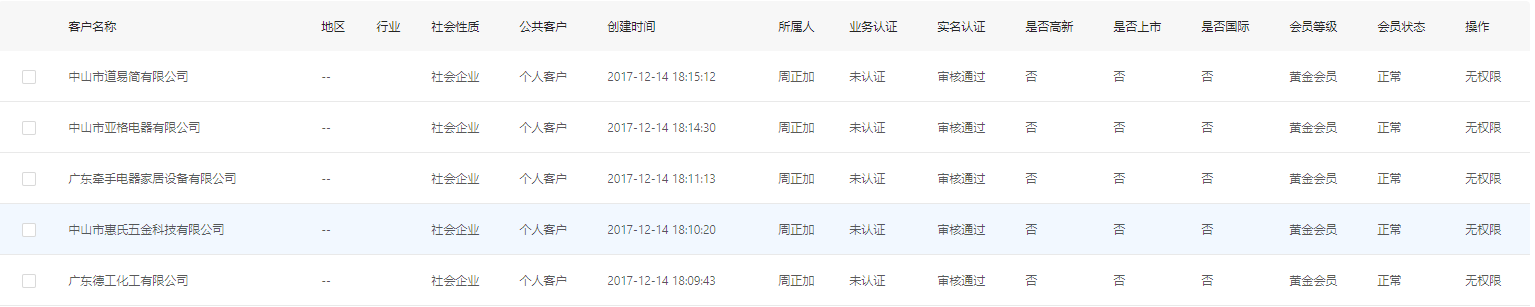 客户名称 地区 行业 社会性质 公共客户 创建时间 所属人 业务认证 实名认证 是否高新 是否上市 是否国际 会员等级 会员状态 操作
中山市道易简有限公司 -- 社会企业 个人客户 2017-12-14 18:15:12 周正加 未认证 审核通过 否 否 否 黄金会员 正常 无权限
中山市亚格电器有限公司 -- 社会企业 个人客户 2017-12-14 18:14:30 周正加 未认证 审核通过 否 否 否 黄金会员 正常 无权限
广东牵手电器家居设备有限公司 -- 社会企业 个人客户 2017-12-14 18:11:13 周正加 未认证 审核通过 否 否 否 黄金会员 正常 无权限
中山市惠氏五金科技有限公司 -- 社会企业 个人客户 2017-12-14 18:10:20 周正加 未认证 审核通过 否 否 否 黄金会员 正常 无权限
广东德工化工有限公司 -- 社会企业 个人客户 2017-12-14 18:09:43 周正加 未认证 审核通过 否 否 否 黄金会员 正常 无权限